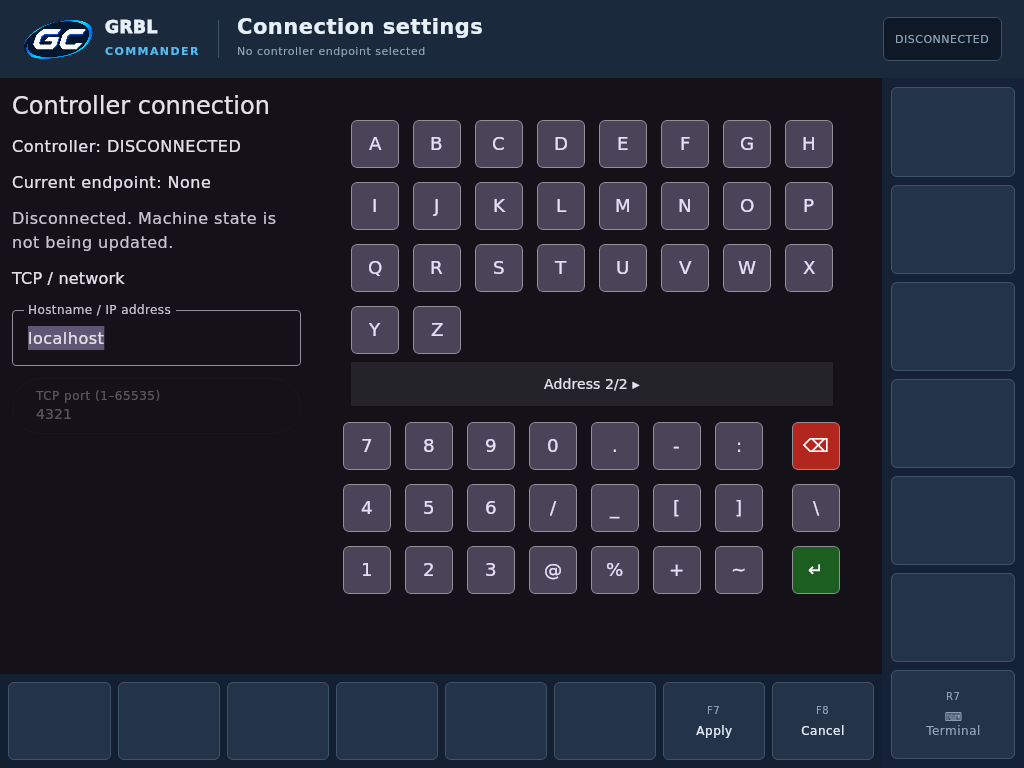 GC
GRBL
COMMANDER
Connection settings
No controller endpoint selected
DISCONNECTED
Controller connection
Controller: DISCONNECTED
Current endpoint: None
Disconnected. Machine state is
not being updated.
TCP / network
Hostname / IP address
localhost
TCP port (1–65535)
4321
A B C D E F G H
I J K L M N O P
Q R S T U V W X
Y Z
Address 2/2 ▸
7 8 9 0 . - : ⌫
4 5 6 / _ [ ] \
1 2 3 @ % + ~ ↵
F7
Apply
F8
Cancel
R7
⌨
Terminal